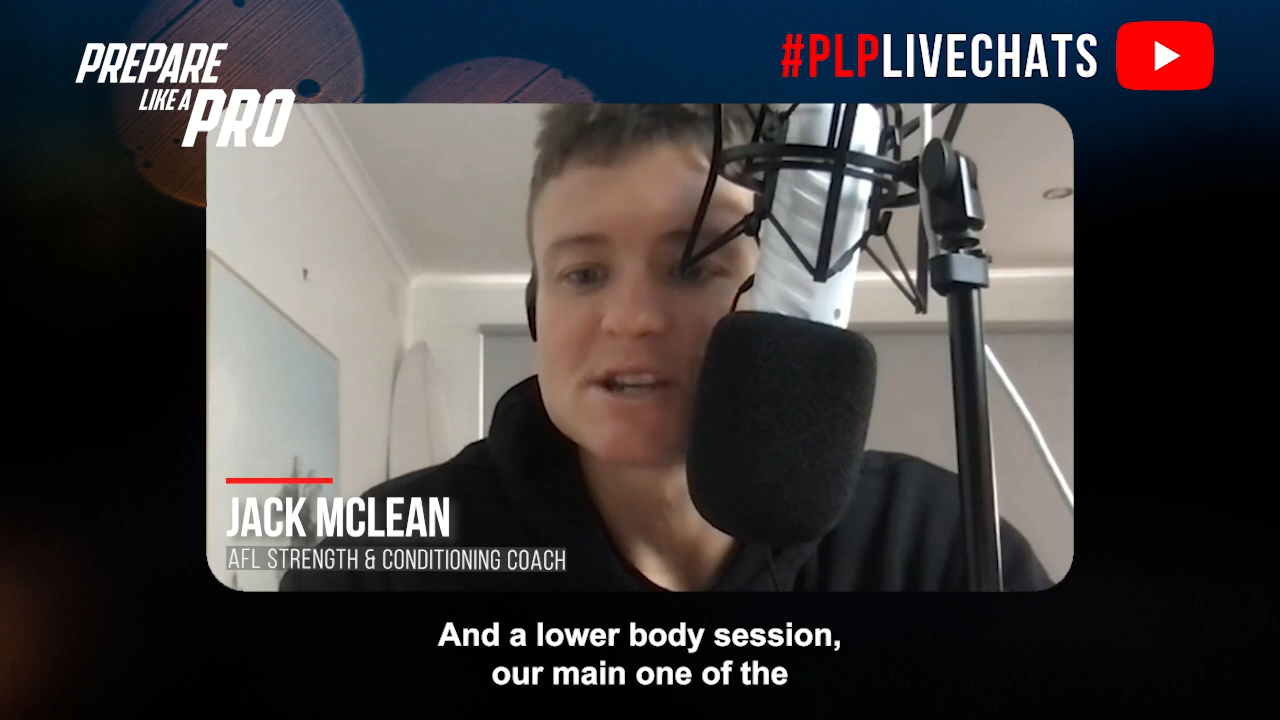 PREPARE
LIKE A
PRO
#PLPLIVECHATS
JACK MCLEAN
AFL STRENGTH & CONDITIONING COACH
And a lower body session,
our main one of the